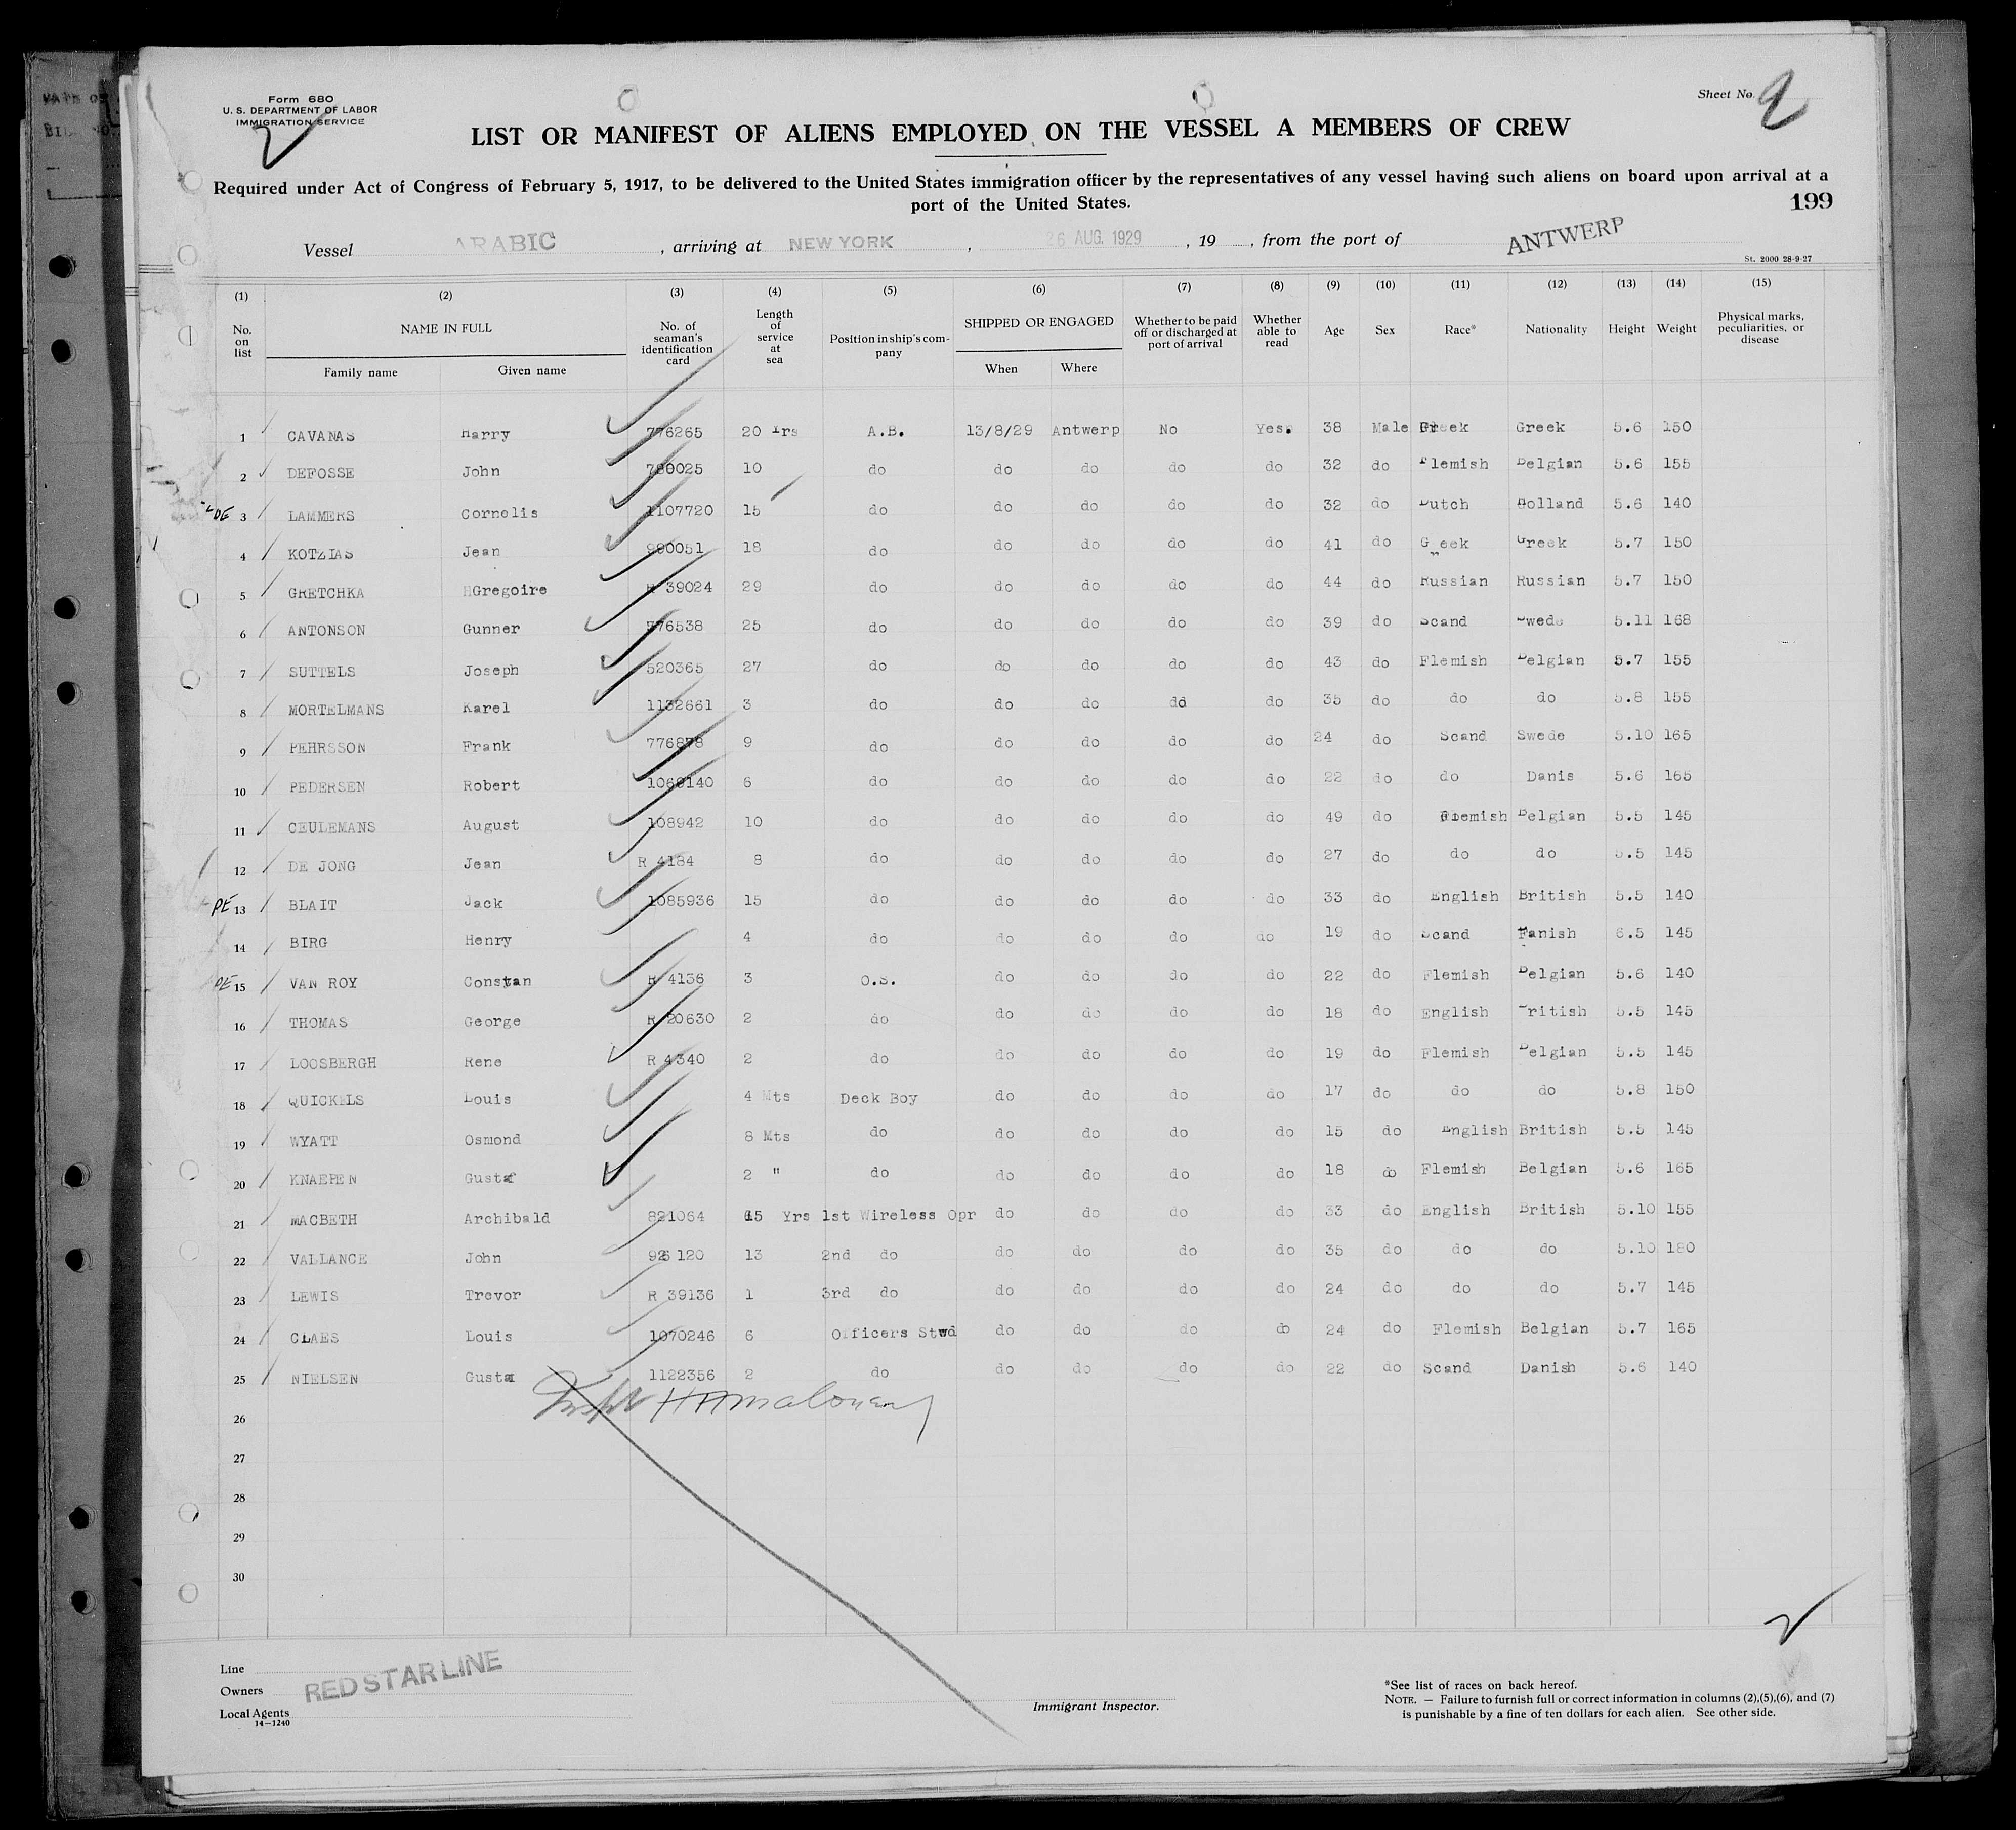 Form 680
U. S. DEPARTMENT OF LABOR
IMMIGRATION SERVICE
Sheet No.
LIST OR MANIFEST OF ALIENS EMPLOYED ON THE VESSEL A MEMBERS OF CREW
Required under Act of Congress of February 5, 1917, to be delivered to the United States immigration officer by the representatives of any vessel having such aliens on board upon arrival at a
port of the United States.
199
Vessel ARABIC, arriving at NEW YORK, 26 AUG. 1929, 19 , from the port of ANTWERP
St. 2000 28-9-27
(1) (2) (3) (4) (5) (6) (7) (8) (9) (10) (11) (12) (13) (14) (15)
No. on list NAME IN FULL No. of seaman's identification card Length of service at sea Position in ship's company SHIPPED OR ENGAGED Whether to be paid off or discharged at port of arrival Whether able to read Age Sex Race* Nationality Height Weight Physical marks, peculiarities, or disease
Family name Given name When Where
1 CAVANAS Harry 776265 20 Yrs A.B. 13/8/29 Antwerp No Yes. 38 Male Greek Greek 5.6 150
2 DEFOSSE John 10 do do do do do 32 do Flemish Belgian 5.6 155
DE 3 LAMMERS Cornelis 1107720 15 do do do do do 32 do Dutch Holland 5.6 140
4 KOTZIAS Jean 990051 18 do do do do do 41 do Greek Greek 5.7 150
5 GRETCHKA Gregoire R 39024 29 do do do do do 44 do Russian Russian 5.7 150
6 ANTONSON Gunner 776538 25 do do do do do 39 do Scand Swede 5.11 168
7 SUTTELS Joseph 520365 27 do do do do do 43 do Flemish Belgian 5.7 155
8 MORTELMANS Karel 1132661 3 do do do do do 35 do do do 5.8 155
9 PEHRSSON Frank 776878 9 do do do do do 24 do Scand Swede 5.10 165
10 PEDERSEN Robert 1069140 6 do do do do do 22 do do Danis 5.6 165
11 CEULEMANS August 108942 10 do do do do do 49 do Flemish Belgian 5.5 145
12 DE JONG Jean R 4184 8 do do do do do 27 do do do 5.5 145
DE 13 BLAIT Jack 1085936 15 do do do do do 33 do English British 5.5 140
14 BIRG Henry 4 do do do do do 19 do Scand 6.5 145
DE 15 VAN ROY Constan R 4136 3 O.S. do do do do 22 do Flemish Belgian 5.6 140
16 THOMAS George R 20630 2 do do do do do 18 do English British 5.5 145
17 LOOSBERGH Rene R 4340 2 do do do do do 19 do Flemish Belgian 5.5 145
18 QUICKELS Louis 4 Mts Deck Boy do do do do 17 do do do 5.8 150
19 WYATT Osmond 8 Mts do do do do do 15 do English British 5.5 145
20 KNAEPEN Gustaf 2 " do do do do do 18 do Flemish Belgian 5.6 165
21 MACBETH Archibald 821064 Yrs 1st Wireless Opr do do do do 33 do English British 5.10 155
22 VALLANCE John 13 2nd do do do do do 35 do do do 5.10 180
23 LEWIS Trevor R 39136 1 3rd do do do do do 24 do do do 5.7 145
24 CLAES Louis 1070246 6 Officers Stwd do do do do 24 do Flemish Belgian 5.7 165
25 NIELSEN 1122356 2 do do do do do 22 do Scand Danish 5.6 140
26
27
28
29
30
Line
Owners RED STAR LINE
Local Agents
14—1240
Immigrant Inspector.
*See list of races on back hereof.
NOTE. — Failure to furnish full or correct information in columns (2),(5),(6), and (7)
is punishable by a fine of ten dollars for each alien. See other side.